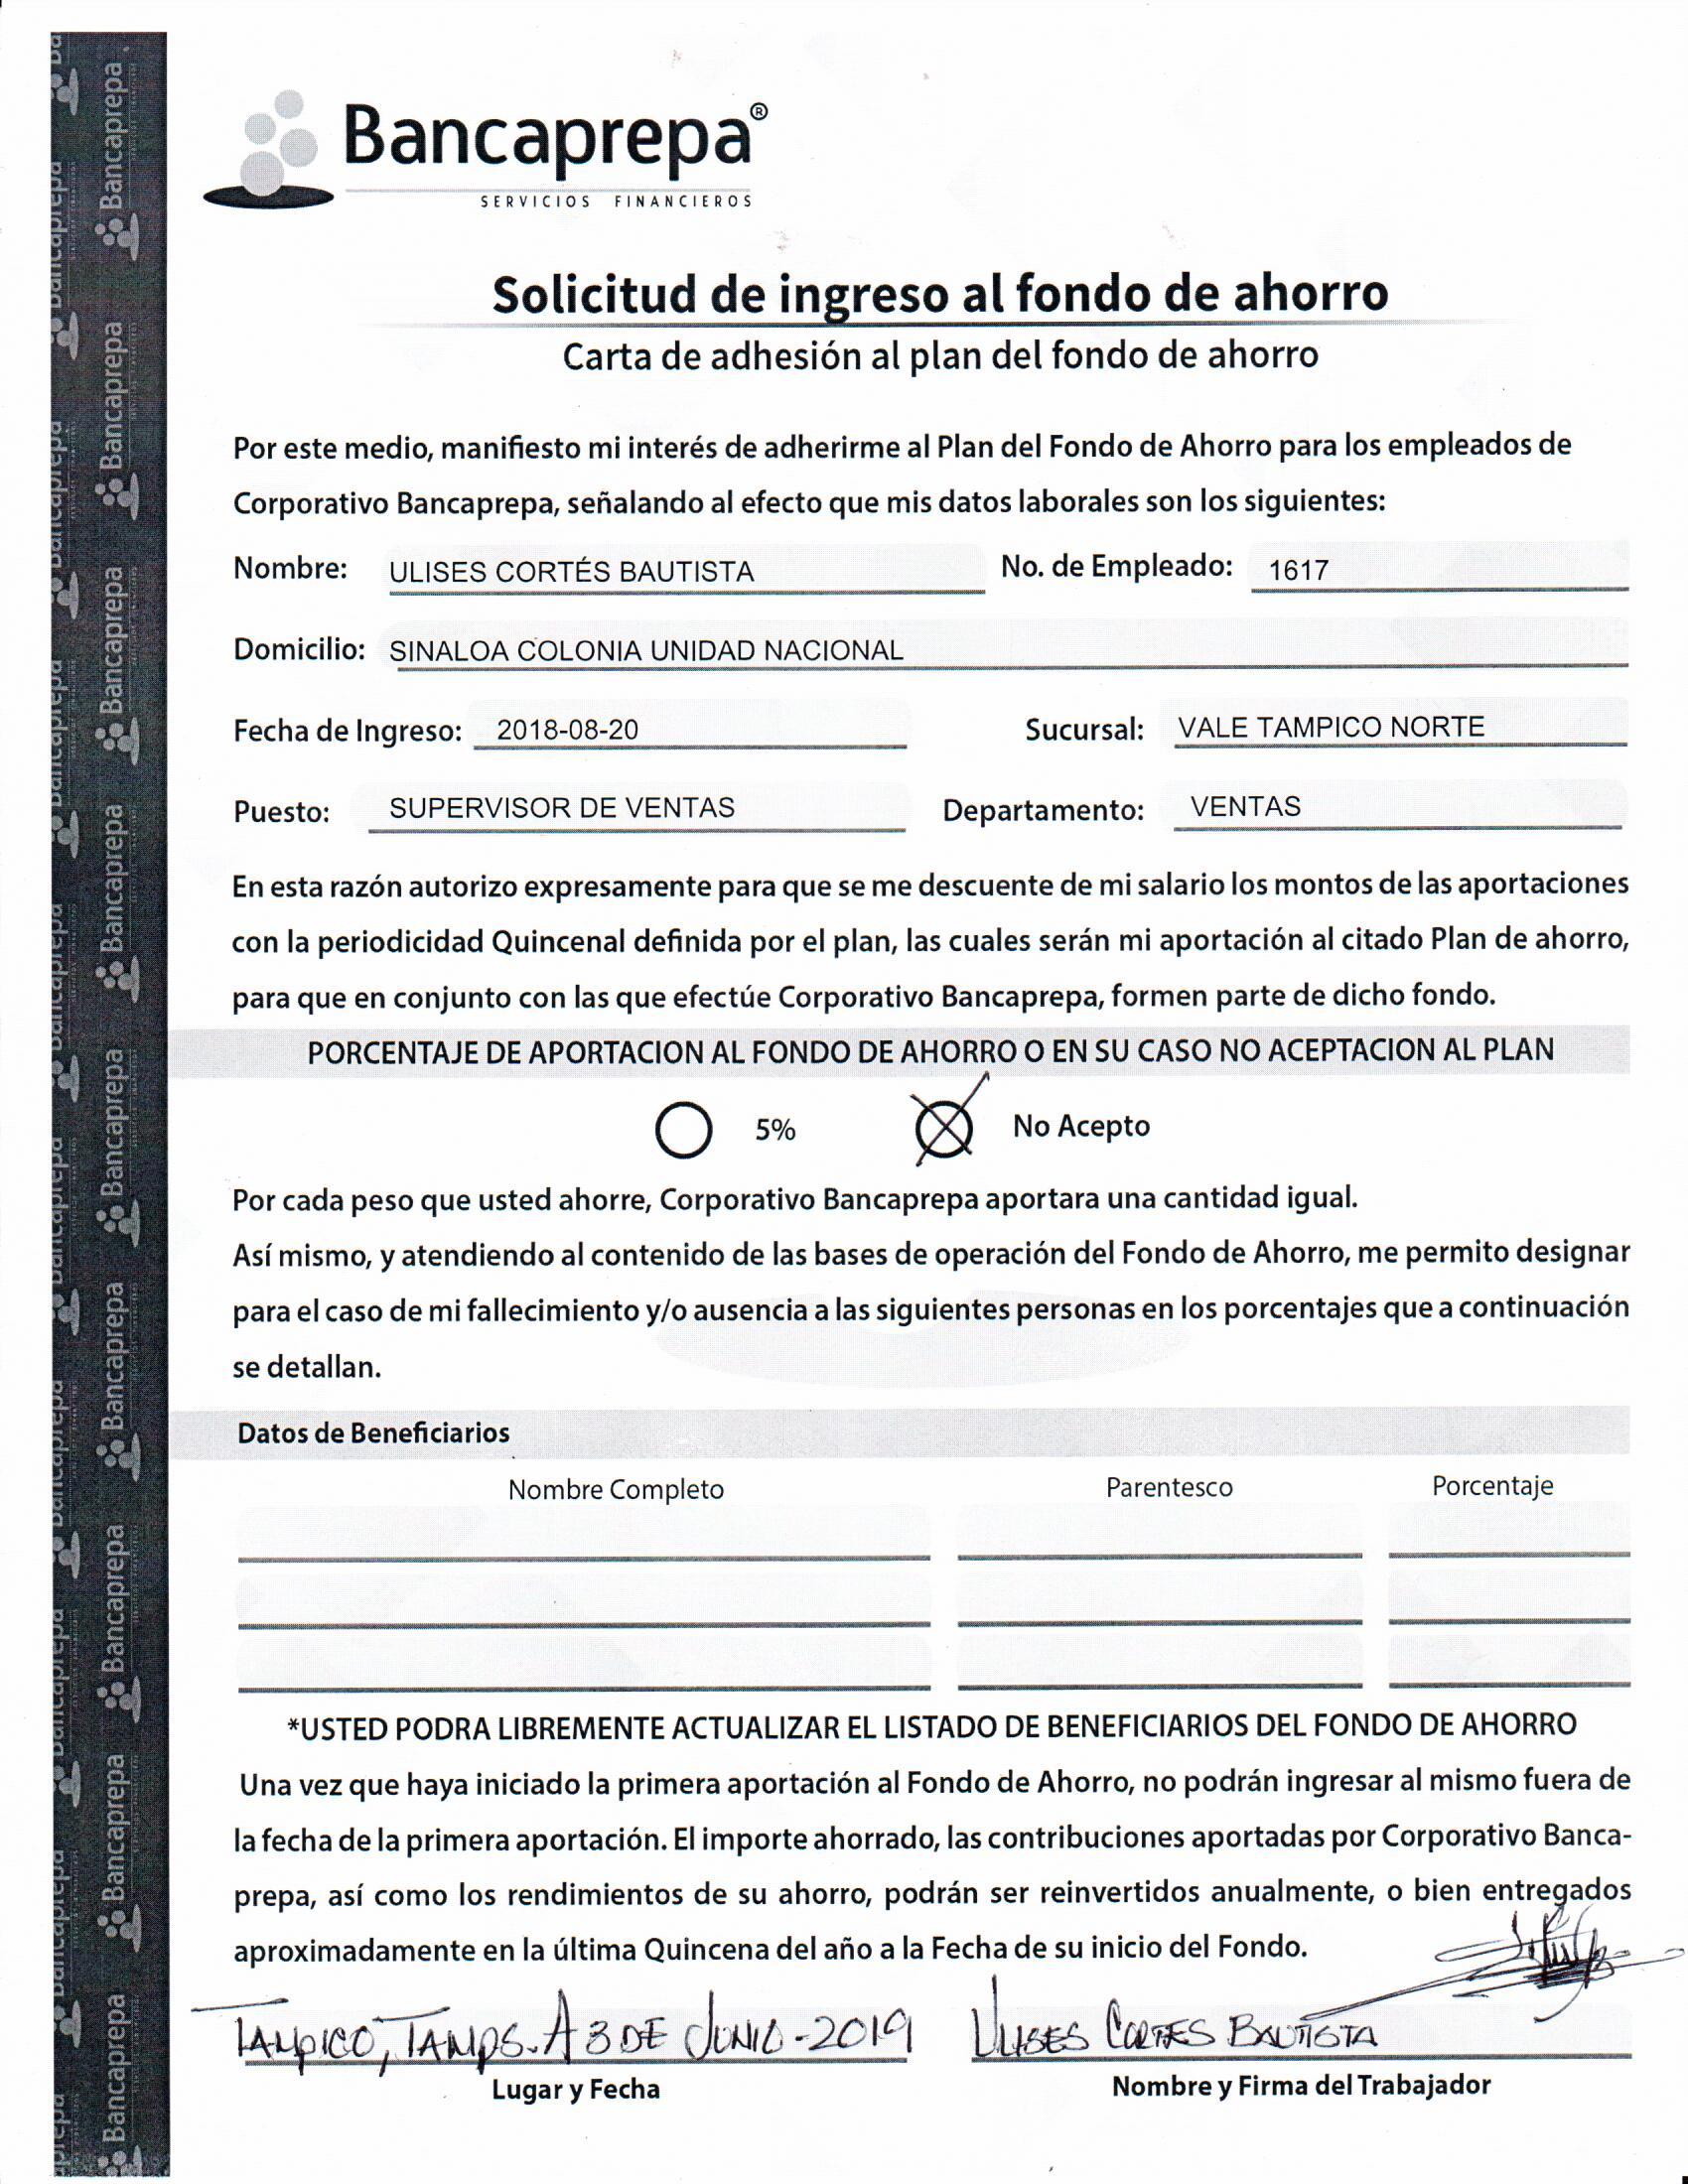 Bancaprepa®
SERVICIOS FINANCIEROS
Solicitud de ingreso al fondo de ahorro
Carta de adhesión al plan del fondo de ahorro
Por este medio, manifiesto mi interés de adherirme al Plan del Fondo de Ahorro para los empleados de
Corporativo Bancaprepa, señalando al efecto que mis datos laborales son los siguientes:
Nombre: ULISES CORTÉS BAUTISTA No. de Empleado: 1617
Domicilio: SINALOA COLONIA UNIDAD NACIONAL
Fecha de Ingreso: 2018-08-20 Sucursal: VALE TAMPICO NORTE
Puesto: SUPERVISOR DE VENTAS Departamento: VENTAS
En esta razón autorizo expresamente para que se me descuente de mi salario los montos de las aportaciones
con la periodicidad Quincenal definida por el plan, las cuales serán mi aportación al citado Plan de ahorro,
para que en conjunto con las que efectúe Corporativo Bancaprepa, formen parte de dicho fondo.
PORCENTAJE DE APORTACION AL FONDO DE AHORRO O EN SU CASO NO ACEPTACION AL PLAN
5% No Acepto
Por cada peso que usted ahorre, Corporativo Bancaprepa aportara una cantidad igual.
Así mismo, y atendiendo al contenido de las bases de operación del Fondo de Ahorro, me permito designar
para el caso de mi fallecimiento y/o ausencia a las siguientes personas en los porcentajes que a continuación
se detallan.
Datos de Beneficiarios
Nombre Completo Parentesco Porcentaje
*USTED PODRA LIBREMENTE ACTUALIZAR EL LISTADO DE BENEFICIARIOS DEL FONDO DE AHORRO
Una vez que haya iniciado la primera aportación al Fondo de Ahorro, no podrán ingresar al mismo fuera de
la fecha de la primera aportación. El importe ahorrado, las contribuciones aportadas por Corporativo Banca-
prepa, así como los rendimientos de su ahorro, podrán ser reinvertidos anualmente, o bien entregados
aproximadamente en la última Quincena del año a la Fecha de su inicio del Fondo.
TAMPICO, TAMPS. A 3 DE JUNIO-2019 ULISES CORTES BAUTISTA
Lugar y Fecha Nombre y Firma del Trabajador